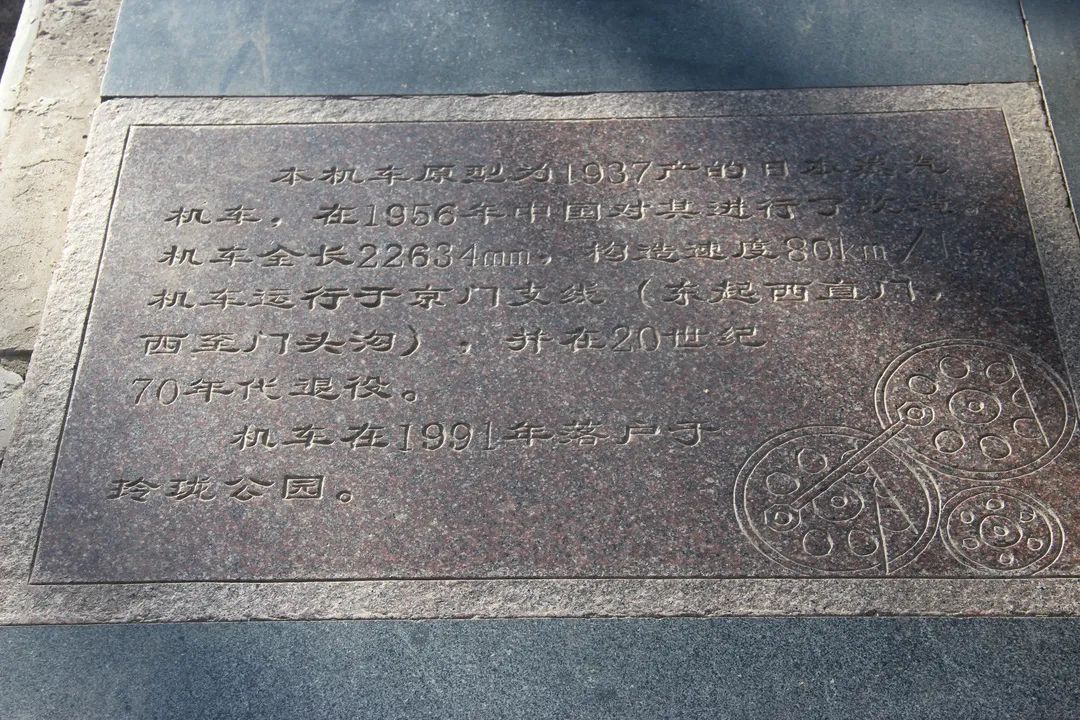 本机车原型为1937产的日本蒸汽
机车，在1956年中国对其进行了改造。
机车全长22634mm，构造速度80km/h。
机车运行于京门支线（东起西直门，
西至门头沟），并在20世纪
70年代退役。
机车在1991年落户于
玲珑公园。